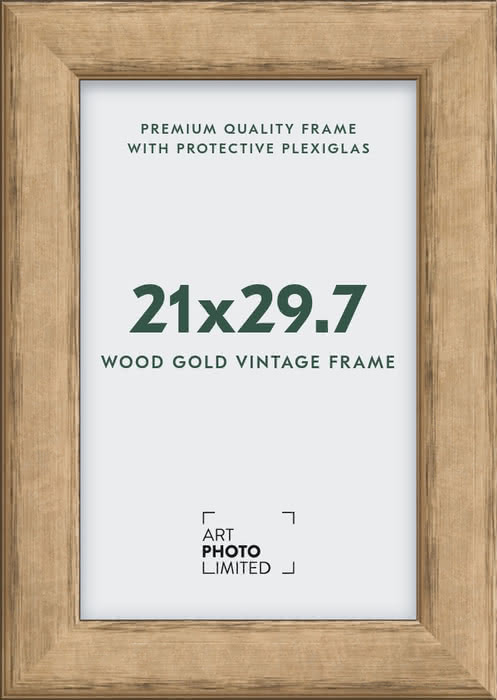 PREMIUM QUALITY FRAME
WITH PROTECTIVE PLEXIGLAS
21x29.7
WOOD GOLD VINTAGE FRAME
ART
PHOTO
LIMITED